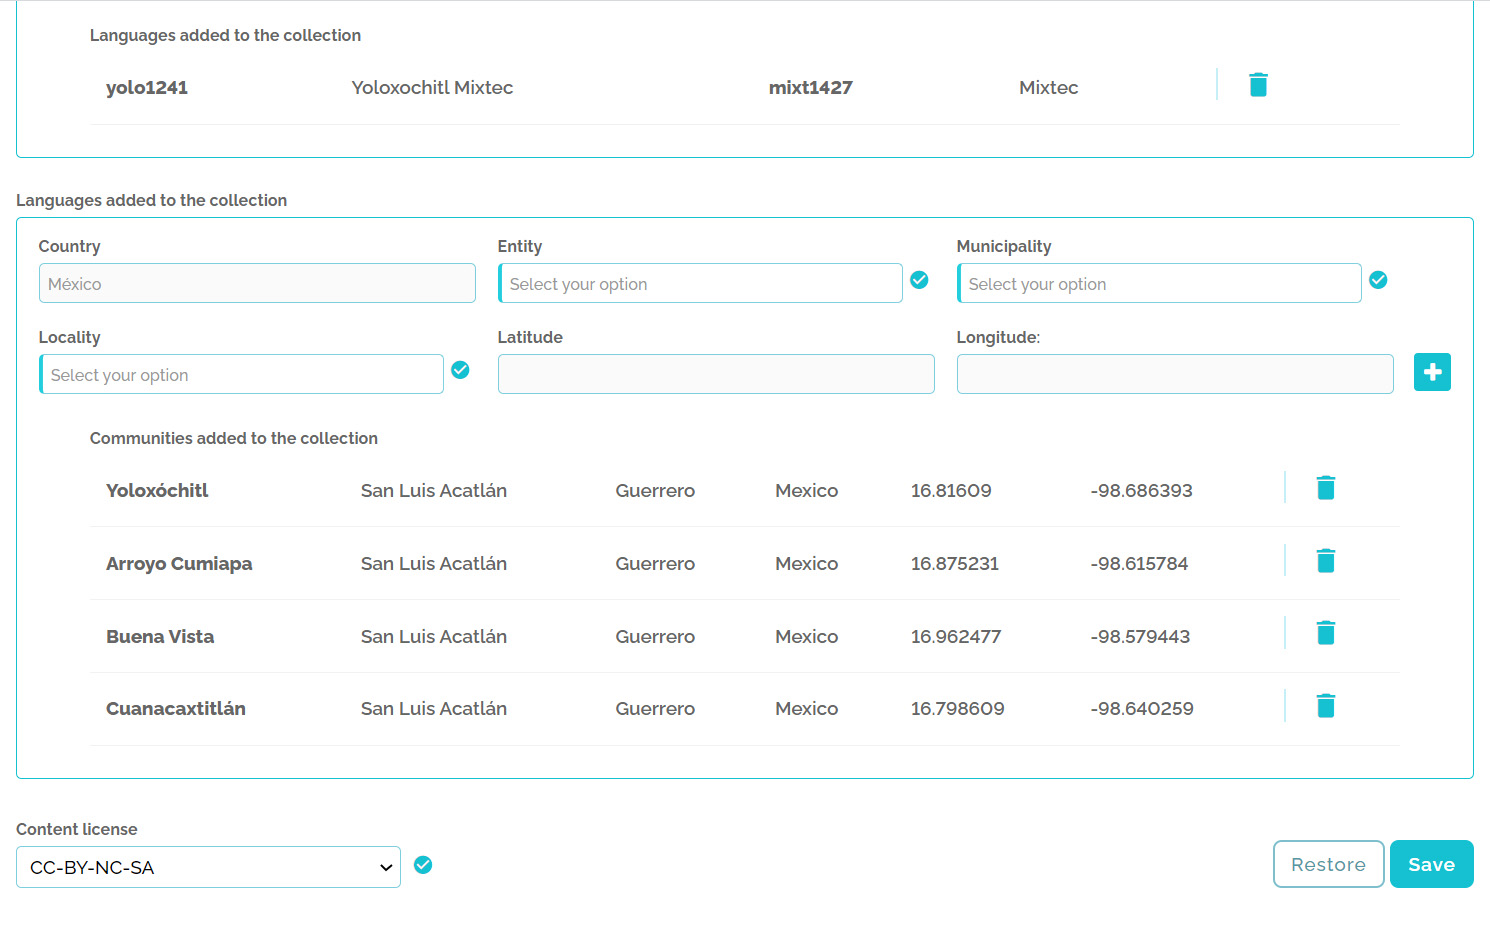 Languages added to the collection
yolo1241 Yoloxochitl Mixtec mixt1427 Mixtec
Languages added to the collection
Country Entity Municipality
México Select your option Select your option
Locality Latitude Longitude:
Select your option
Communities added to the collection
Yoloxóchitl San Luis Acatlán Guerrero Mexico 16.81609 -98.686393
Arroyo Cumiapa San Luis Acatlán Guerrero Mexico 16.875231 -98.615784
Buena Vista San Luis Acatlán Guerrero Mexico 16.962477 -98.579443
Cuanacaxtitlán San Luis Acatlán Guerrero Mexico 16.798609 -98.640259
Content license
CC-BY-NC-SA Restore Save